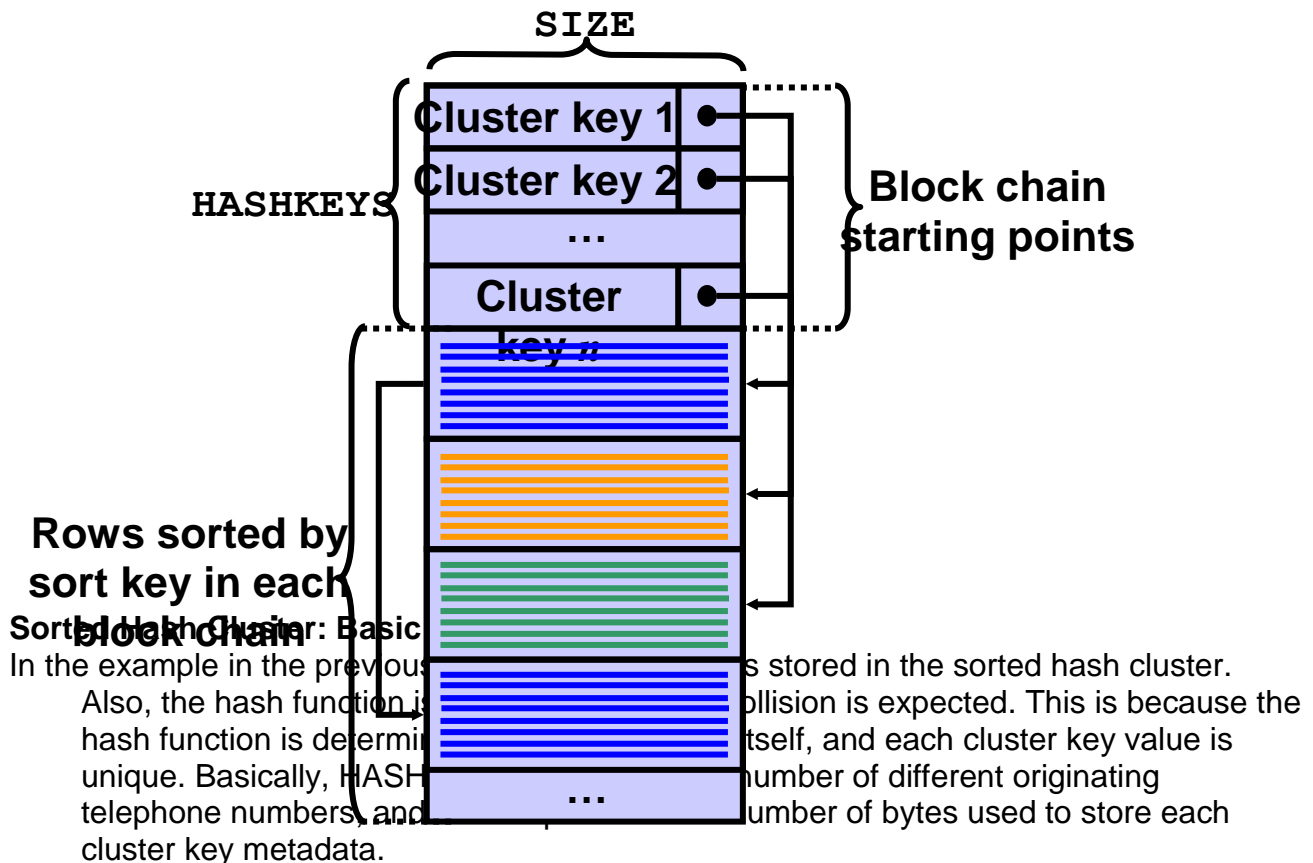 SIZE
Cluster key 1
Cluster key 2
HASHKEYS
Block chain
starting points
…
Cluster
key n
Rows sorted by
sort key in each
block chain
Sorted Hash Cluster: Basic
In the example in the previous s stored in the sorted hash cluster.
Also, the hash function is ollision is expected. This is because the
hash function is determi tself, and each cluster key value is
unique. Basically, HASH number of different originating
telephone numbers, and umber of bytes used to store each
…
cluster key metadata.